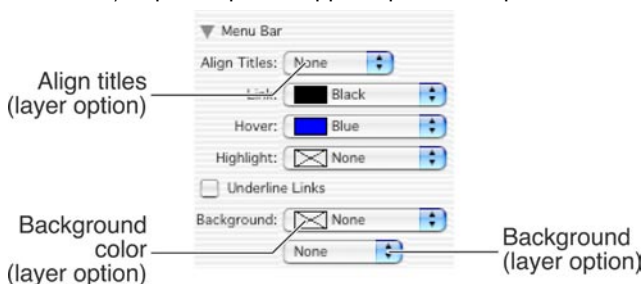 Menu Bar
Align Titles: None
Align titles
(layer option)
Link: Black
Hover: Blue
Highlight: None
Underline Links
Background: None
Background
color
(layer option)
None
Background
(layer option)